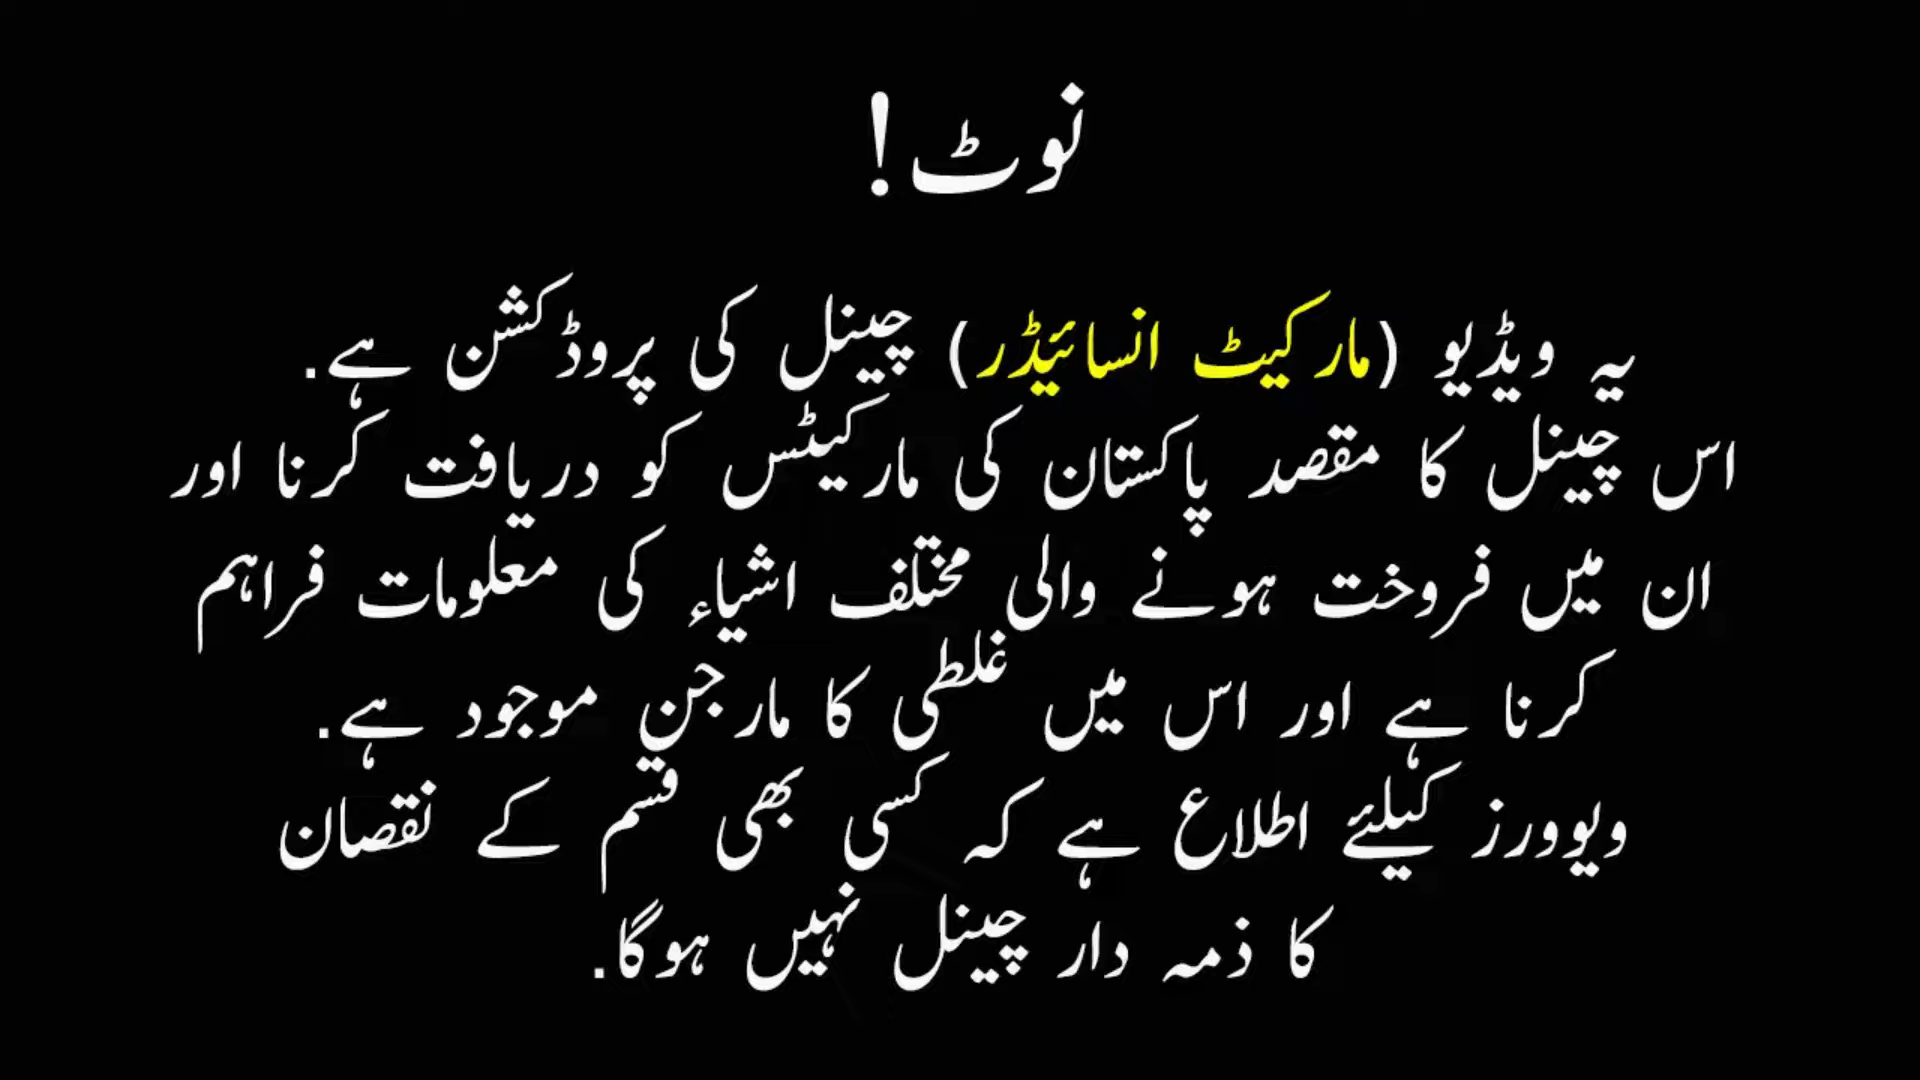 نوٹ!
یہ ویڈیو (مارکیٹ انسائیڈر) چینل کی پروڈکشن ہے.
اس چینل کا مقصد پاکستان کی مارکیٹس کو دریافت کرنا اور
ان میں فروخت ہونے والی مختلف اشیاء کی معلومات فراہم
کرنا ہے اور اس میں غلطی کا مارجن موجود ہے.
ویوورز کیلئے اطلاع ہے کہ کسی بھی قسم کے نقصان
کا ذمہ دار چینل نہیں ہوگا.